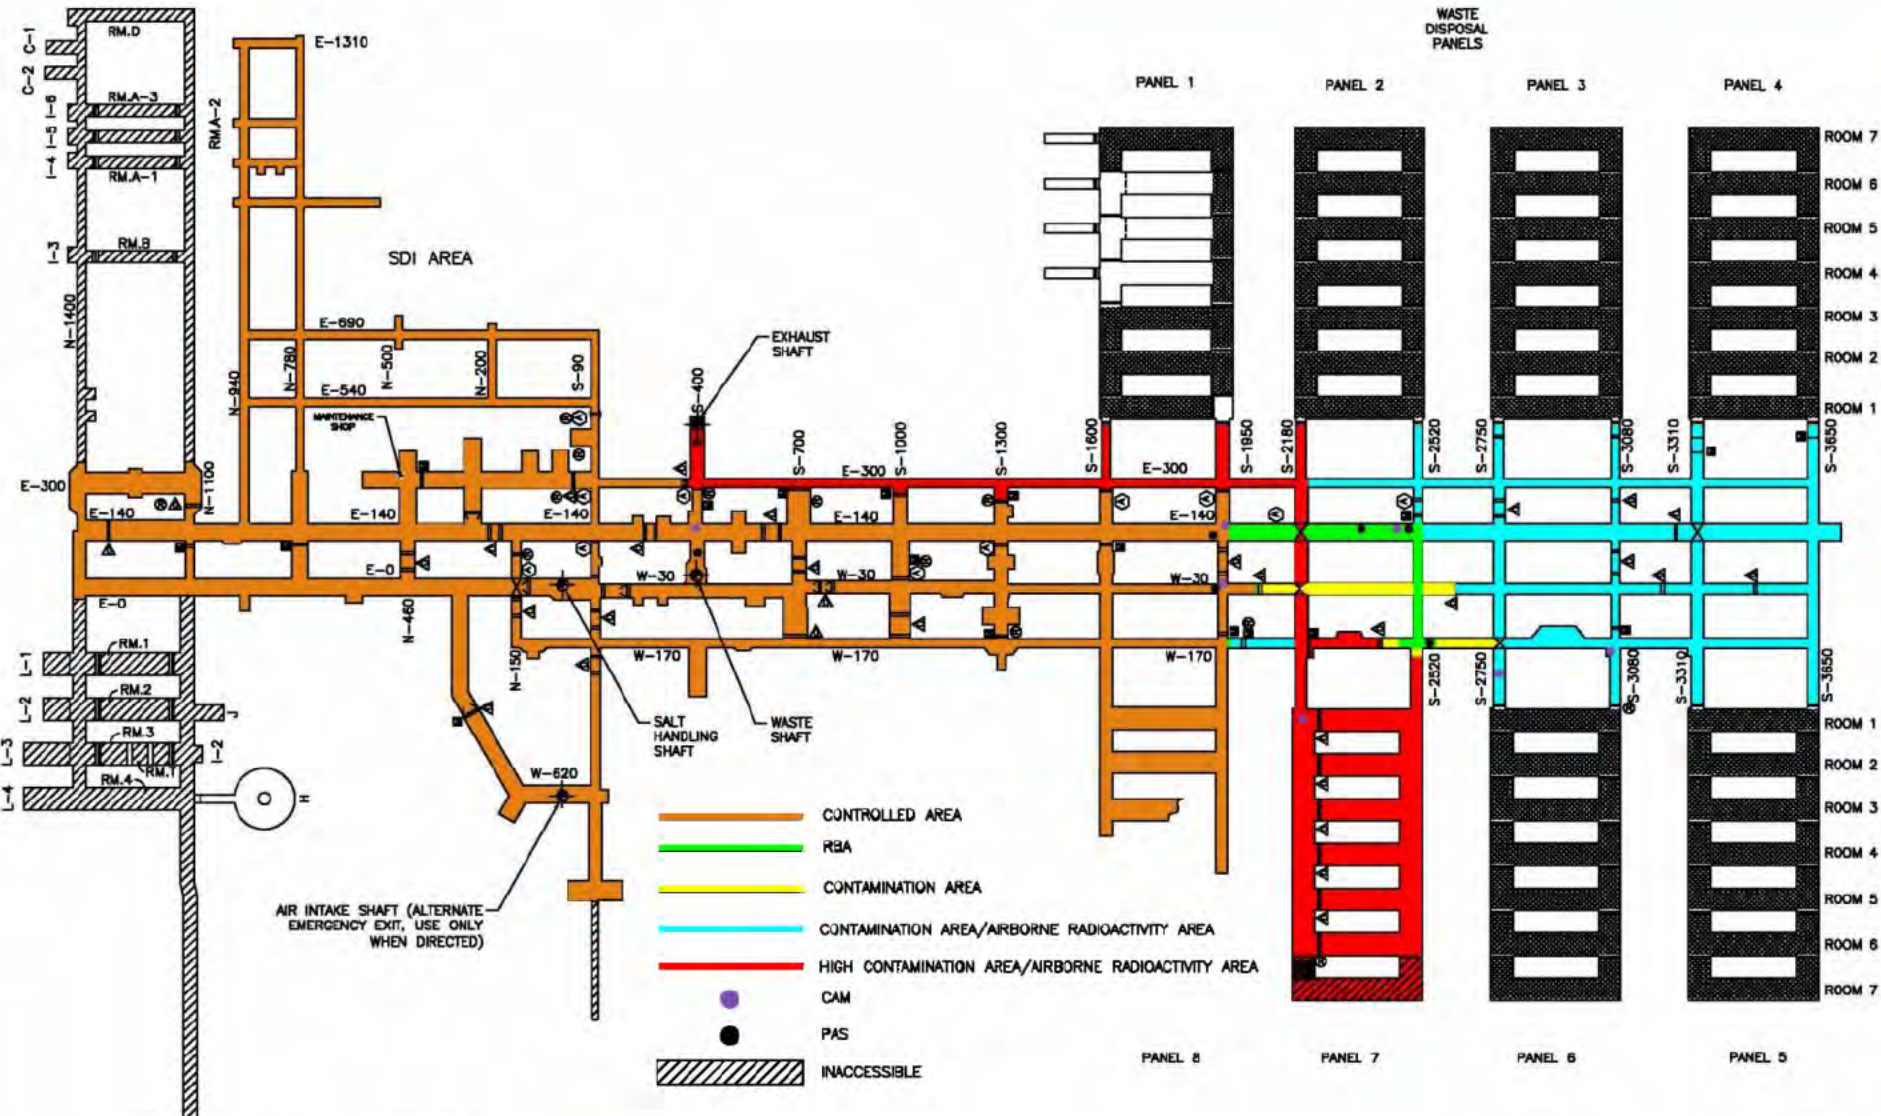 WASTE
DISPOSAL
PANELS
PANEL 1
PANEL 2
PANEL 3
PANEL 4
C-1
C-2
I-6
I-5
I-4
I-3
RM.D
RM.A-3
RM.A-1
RM.B
RM.A-2
E-1310
SDI AREA
N-1400
N-1100
N-940
N-780
N-500
N-200
S-90
E-690
E-540
MAINTENANCE
SHOP
EXHAUST
SHAFT
S-400
S-700
S-1000
S-1300
S-1600
S-1950
S-2180
S-2520
S-2750
S-3080
S-3310
S-3650
ROOM 7
ROOM 6
ROOM 5
ROOM 4
ROOM 3
ROOM 2
ROOM 1
E-300
E-300
E-300
E-140
E-140
E-140
E-140
E-140
E-0
E-0
W-30
W-30
W-30
N-460
N-150
W-170
W-170
W-170
L-1
L-2
L-3
L-4
RM.1
RM.2
RM.3
RM.T
RM.4
J
I-2
H
W-620
SALT
HANDLING
SHAFT
WASTE
SHAFT
AIR INTAKE SHAFT (ALTERNATE
EMERGENCY EXIT, USE ONLY
WHEN DIRECTED)
S-2520
S-2750
S-3080
S-3310
S-3650
ROOM 1
ROOM 2
ROOM 3
ROOM 4
ROOM 5
ROOM 6
ROOM 7
CONTROLLED AREA
RBA
CONTAMINATION AREA
CONTAMINATION AREA/AIRBORNE RADIOACTIVITY AREA
HIGH CONTAMINATION AREA/AIRBORNE RADIOACTIVITY AREA
CAM
PAS
INACCESSIBLE
PANEL 8
PANEL 7
PANEL 6
PANEL 5